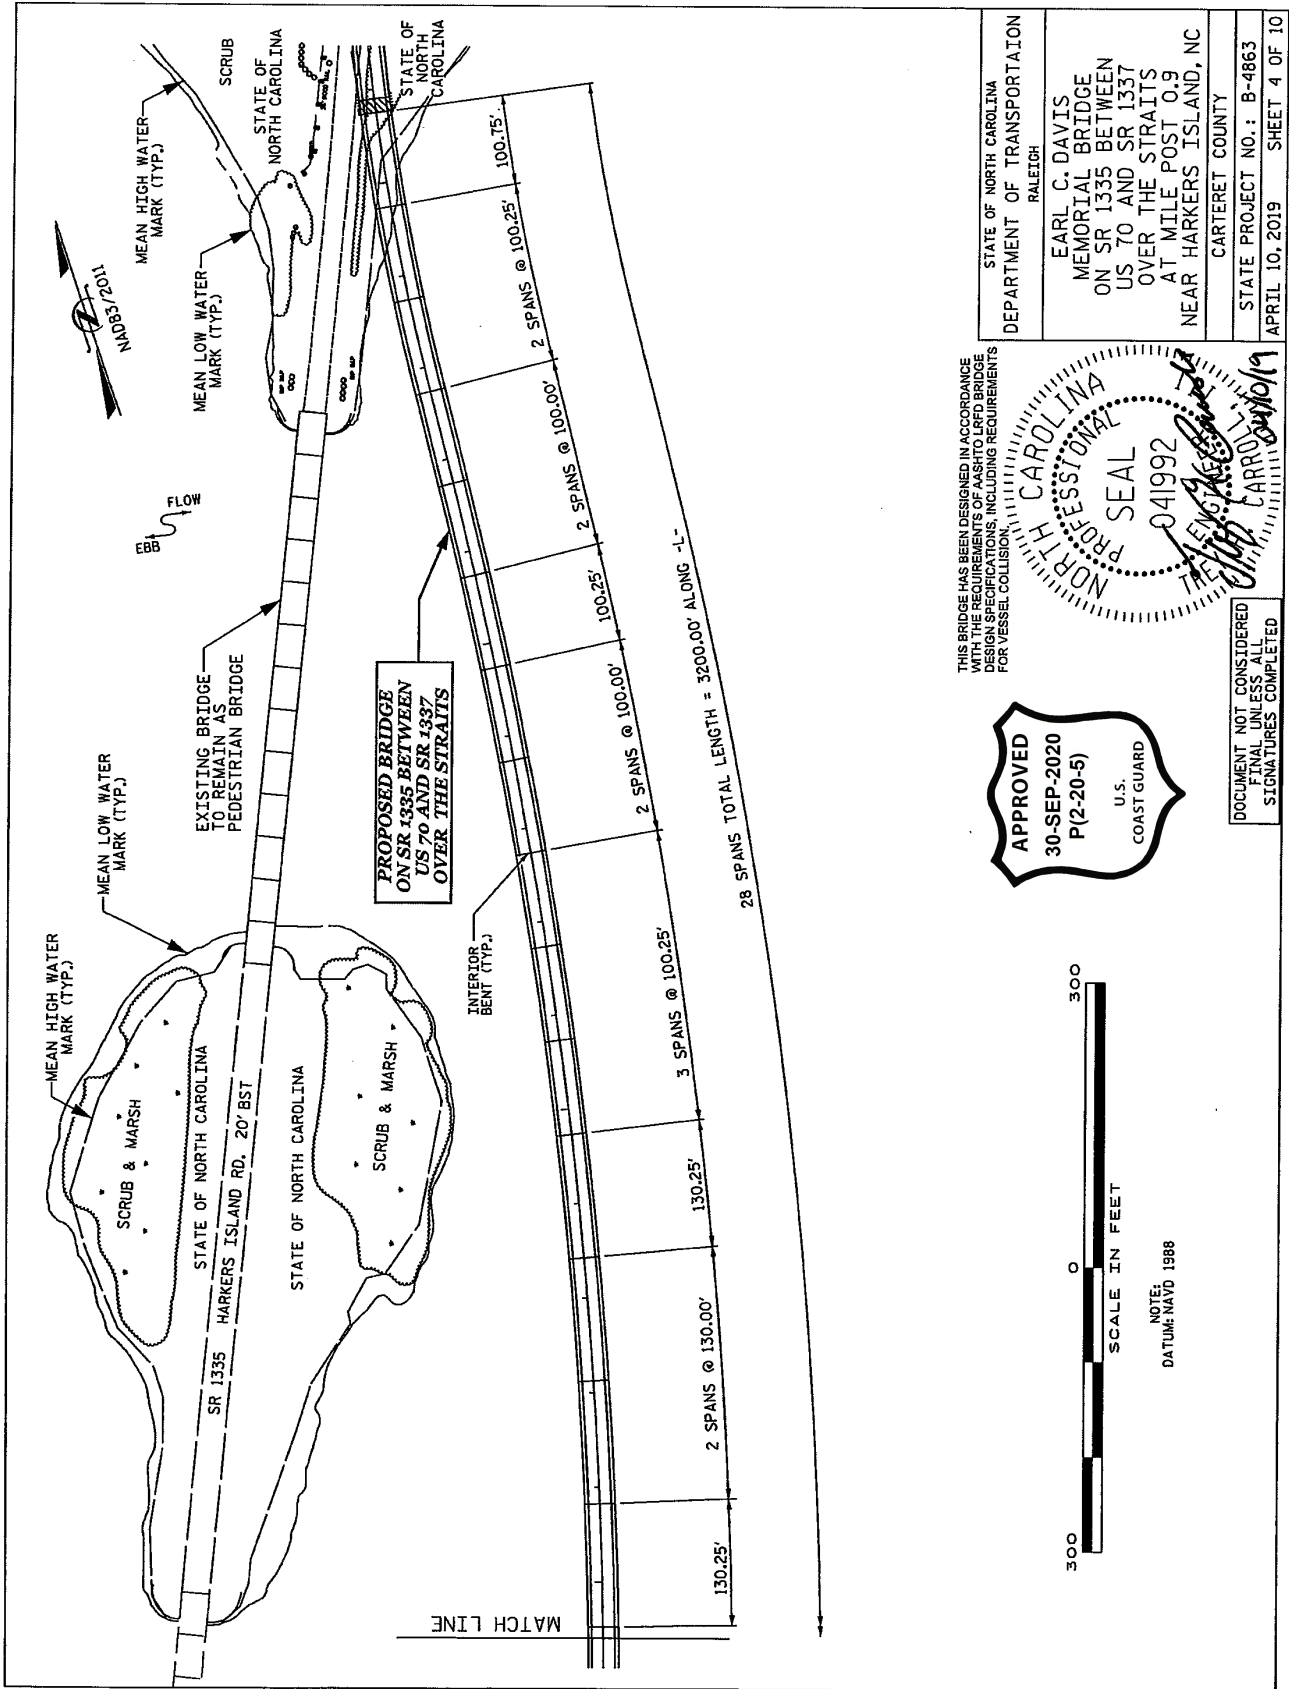 SCRUB
STATE OF
NORTH CAROLINA
STATE OF
NORTH
CAROLINA
MEAN HIGH WATER
MARK (TYP.)
MEAN LOW WATER
MARK (TYP.)
NAD83/2011
FLOW
EBB
EXISTING BRIDGE
TO REMAIN AS
PEDESTRIAN BRIDGE
MEAN LOW WATER
MARK (TYP.)
MEAN HIGH WATER
MARK (TYP.)
SCRUB & MARSH
STATE OF NORTH CAROLINA
SR 1335 HARKERS ISLAND RD. 20' BST
STATE OF NORTH CAROLINA
SCRUB & MARSH
PROPOSED BRIDGE
ON SR 1335 BETWEEN
US 70 AND SR 1337
OVER THE STRAITS
INTERIOR
BENT (TYP.)
MATCH LINE
130.25'
2 SPANS @ 130.00'
130.25'
3 SPANS @ 100.25'
2 SPANS @ 100.00'
100.25'
2 SPANS @ 100.00'
2 SPANS @ 100.25'
100.75'
28 SPANS TOTAL LENGTH = 3200.00' ALONG -L-
300
0
300
SCALE IN FEET
NOTE:
DATUM: NAVD 1988
APPROVED
30-SEP-2020
P(2-20-5)
U.S.
COAST GUARD
THIS BRIDGE HAS BEEN DESIGNED IN ACCORDANCE
WITH THE REQUIREMENTS OF AASHTO LRFD BRIDGE
DESIGN SPECIFICATIONS, INCLUDING REQUIREMENTS
FOR VESSEL COLLISION.
NORTH CAROLINA
PROFESSIONAL
SEAL
041992
ENGINEER
CARROLL
04/10/19
DOCUMENT NOT CONSIDERED
FINAL UNLESS ALL
SIGNATURES COMPLETED
STATE OF NORTH CAROLINA
DEPARTMENT OF TRANSPORTATION
RALEIGH
EARL C. DAVIS
MEMORIAL BRIDGE
ON SR 1335 BETWEEN
US 70 AND SR 1337
OVER THE STRAITS
AT MILE POST 0.9
NEAR HARKERS ISLAND, NC
CARTERET COUNTY
STATE PROJECT NO.: B-4863
APRIL 10, 2019 SHEET 4 OF 10